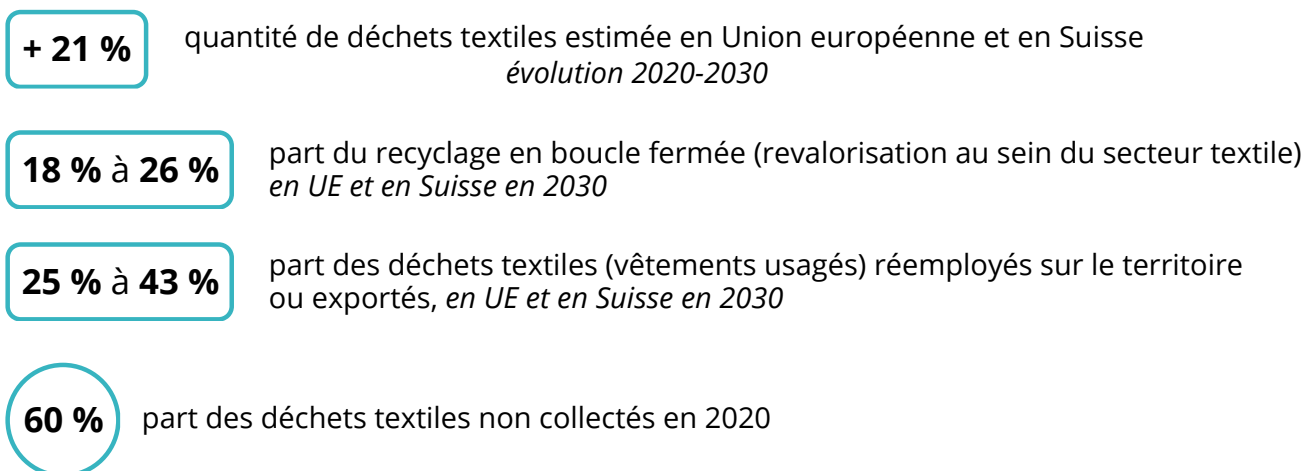 + 21 % quantité de déchets textiles estimée en Union européenne et en Suisse
évolution 2020-2030
18 % à 26 % part du recyclage en boucle fermée (revalorisation au sein du secteur textile)
en UE et en Suisse en 2030
25 % à 43 % part des déchets textiles (vêtements usagés) réemployés sur le territoire
ou exportés, en UE et en Suisse en 2030
60 % part des déchets textiles non collectés en 2020